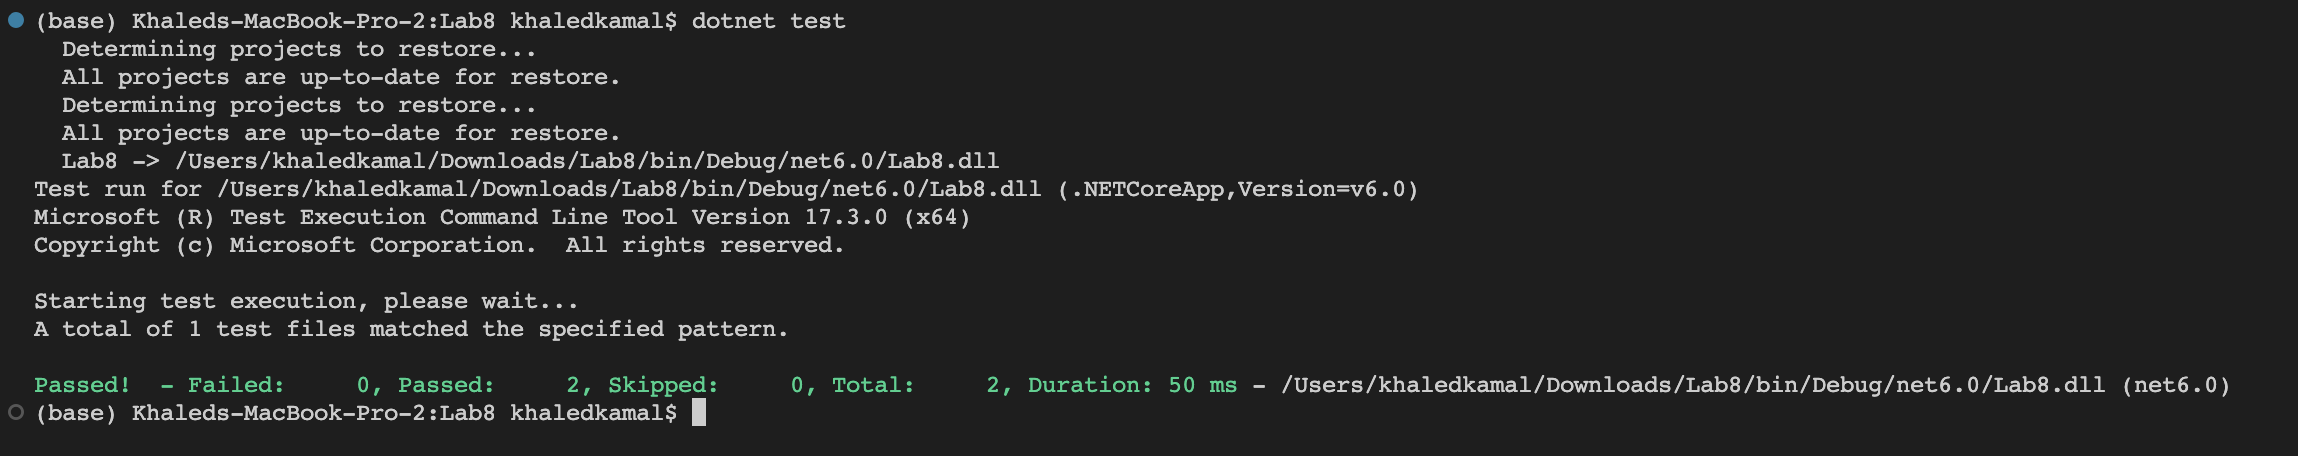 (base) Khaleds-MacBook-Pro-2:Lab8 khaledkamal$ dotnet test
  Determining projects to restore...
  All projects are up-to-date for restore.
  Determining projects to restore...
  All projects are up-to-date for restore.
  Lab8 -> /Users/khaledkamal/Downloads/Lab8/bin/Debug/net6.0/Lab8.dll
Test run for /Users/khaledkamal/Downloads/Lab8/bin/Debug/net6.0/Lab8.dll (.NETCoreApp,Version=v6.0)
Microsoft (R) Test Execution Command Line Tool Version 17.3.0 (x64)
Copyright (c) Microsoft Corporation.  All rights reserved.

Starting test execution, please wait...
A total of 1 test files matched the specified pattern.

Passed!  - Failed:     0, Passed:     2, Skipped:     0, Total:     2, Duration: 50 ms - /Users/khaledkamal/Downloads/Lab8/bin/Debug/net6.0/Lab8.dll (net6.0)
(base) Khaleds-MacBook-Pro-2:Lab8 khaledkamal$